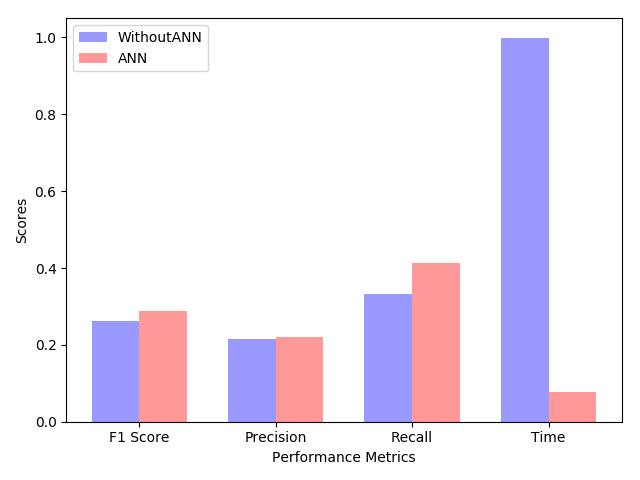 WithoutANN
ANN
1.0
0.8
0.6
0.4
0.2
0.0
Scores
F1 Score
Precision
Recall
Time
Performance Metrics